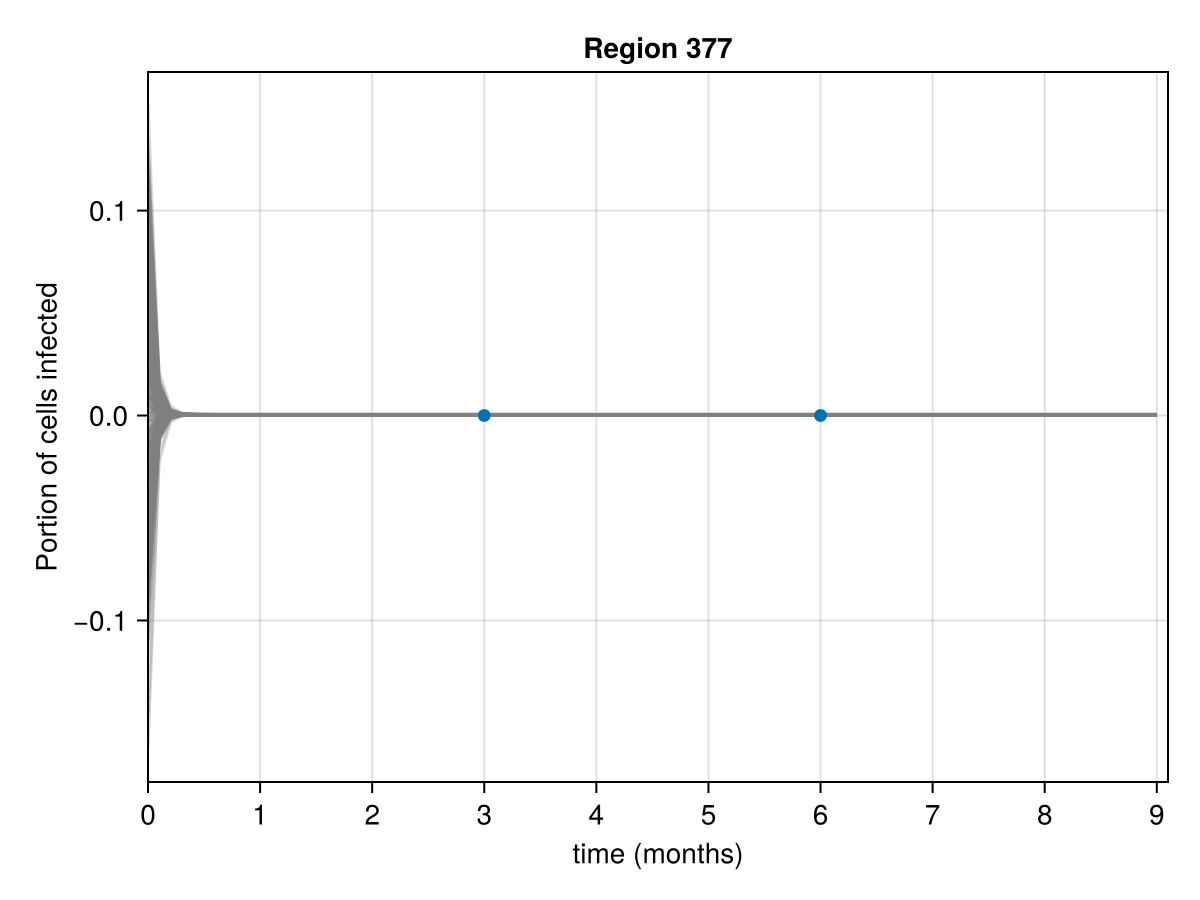 Region 377
Portion of cells infected
0.1
0.0
−0.1
0 1 2 3 4 5 6 7 8 9
time (months)